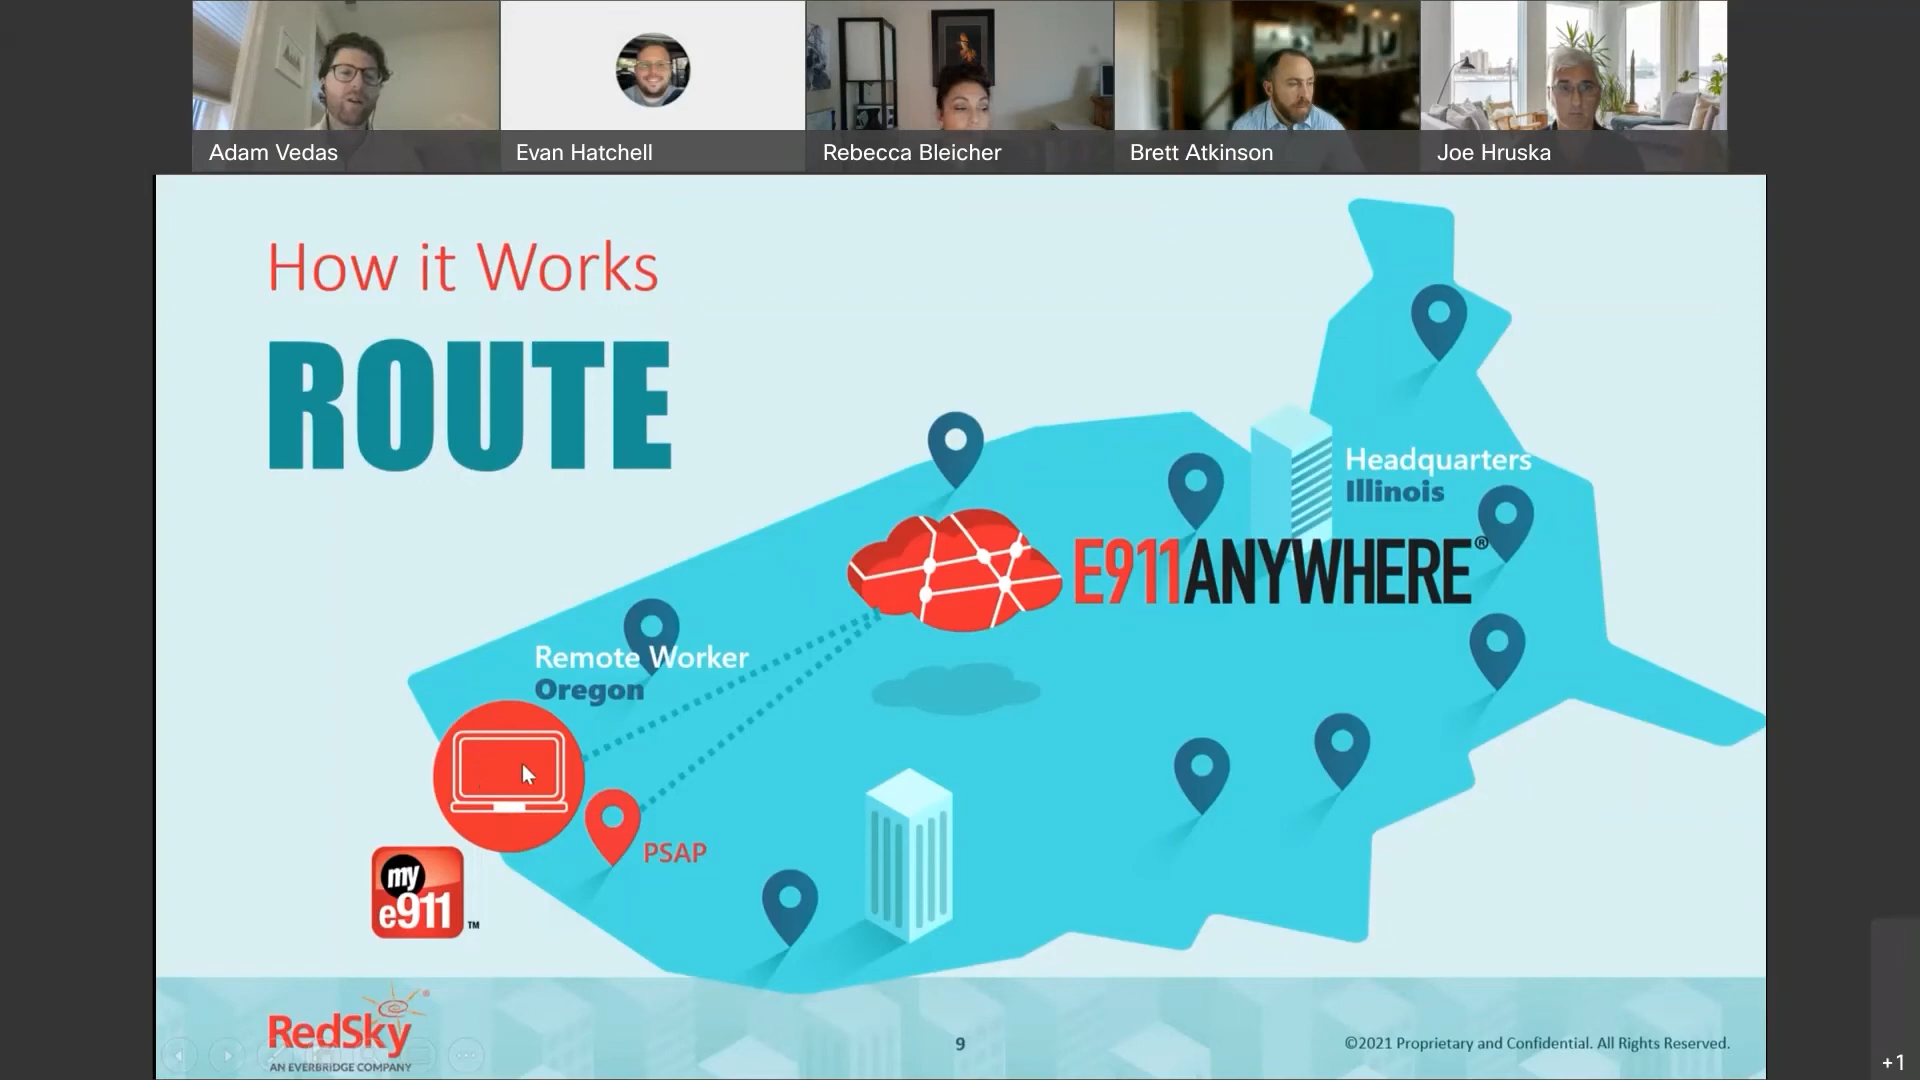 Adam Vedas
Evan Hatchell
Rebecca Bleicher
Brett Atkinson
Joe Hruska
How it Works
ROUTE
Headquarters
Illinois
E911ANYWHERE®
Remote Worker
Oregon
PSAP
my
e911 ™
RedSky ®
AN EVERBRIDGE COMPANY
9
©2021 Proprietary and Confidential. All Rights Reserved.
+1